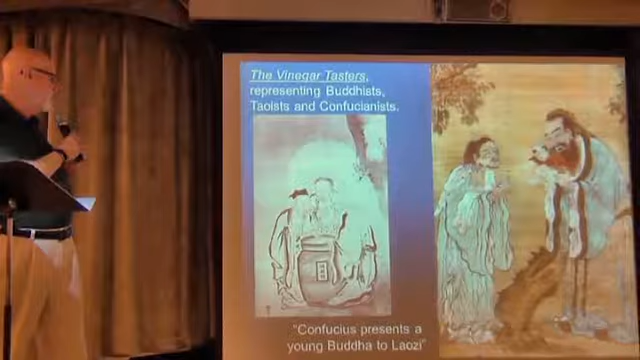 The Vinegar Tasters,
representing Buddhists,
Taoists and Confucianists.
"Confucius presents a
young Buddha to Laozi"